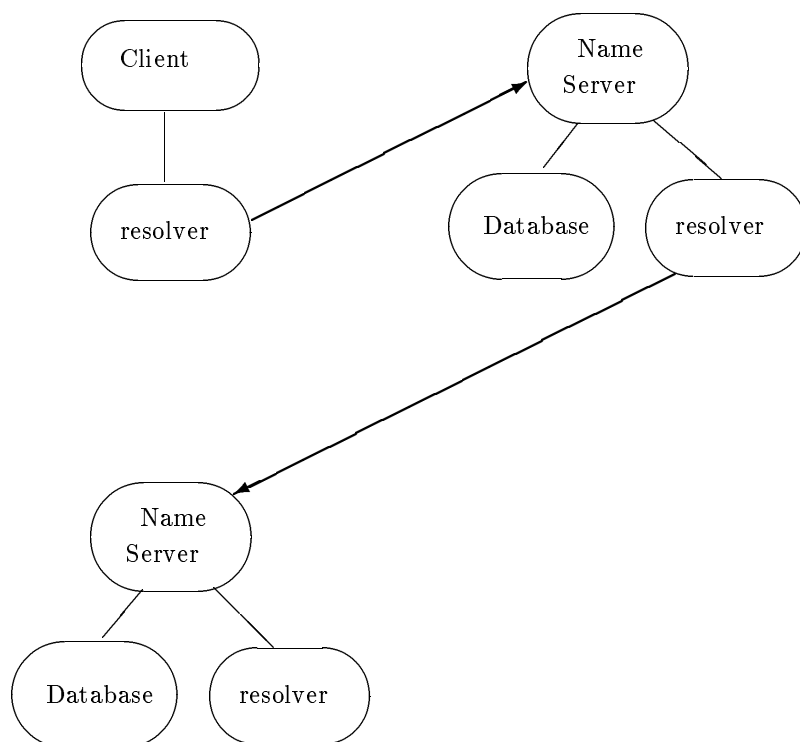 Client
Name
Server
resolver
Database
resolver
Name
Server
Database
resolver